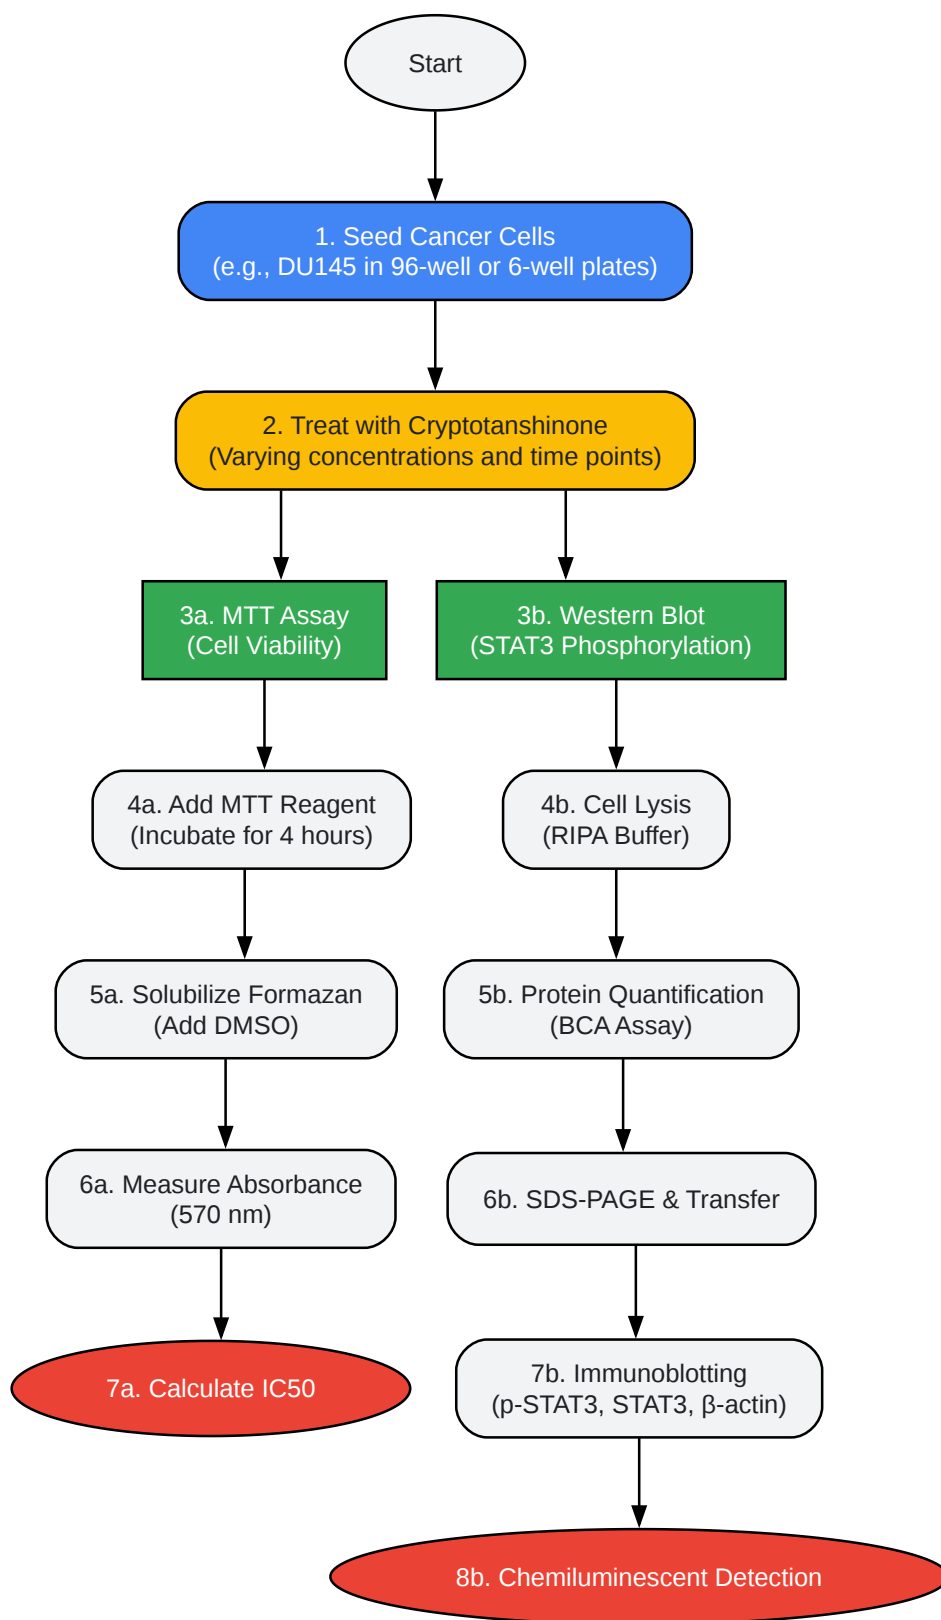 Start
1. Seed Cancer Cells
(e.g., DU145 in 96-well or 6-well plates)
2. Treat with Cryptotanshinone
(Varying concentrations and time points)
3a. MTT Assay
(Cell Viability)
3b. Western Blot
(STAT3 Phosphorylation)
4a. Add MTT Reagent
(Incubate for 4 hours)
4b. Cell Lysis
(RIPA Buffer)
5a. Solubilize Formazan
(Add DMSO)
5b. Protein Quantification
(BCA Assay)
6a. Measure Absorbance
(570 nm)
6b. SDS-PAGE & Transfer
7a. Calculate IC50
7b. Immunoblotting
(p-STAT3, STAT3, β-actin)
8b. Chemiluminescent Detection